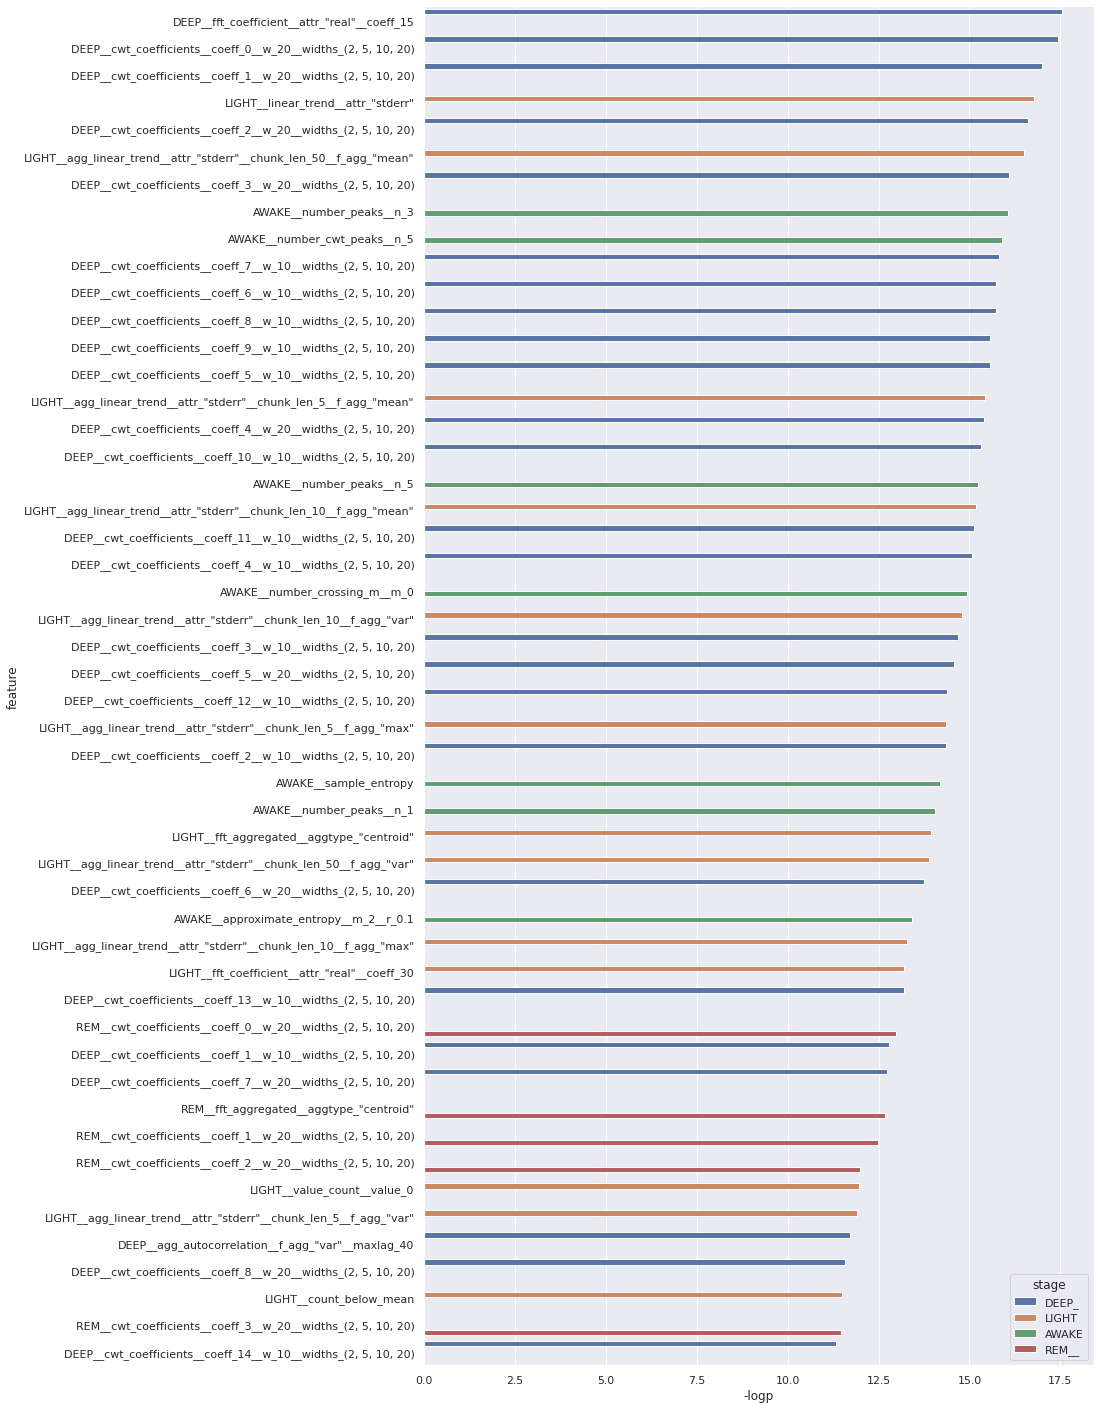 DEEP__fft_coefficient__attr_"real"__coeff_15
DEEP__cwt_coefficients__coeff_0__w_20__widths_(2, 5, 10, 20)
DEEP__cwt_coefficients__coeff_1__w_20__widths_(2, 5, 10, 20)
LIGHT__linear_trend__attr_"stderr"
DEEP__cwt_coefficients__coeff_2__w_20__widths_(2, 5, 10, 20)
LIGHT__agg_linear_trend__attr_"stderr"__chunk_len_50__f_agg_"mean"
DEEP__cwt_coefficients__coeff_3__w_20__widths_(2, 5, 10, 20)
AWAKE__number_peaks__n_3
AWAKE__number_cwt_peaks__n_5
DEEP__cwt_coefficients__coeff_7__w_10__widths_(2, 5, 10, 20)
DEEP__cwt_coefficients__coeff_6__w_10__widths_(2, 5, 10, 20)
DEEP__cwt_coefficients__coeff_8__w_10__widths_(2, 5, 10, 20)
DEEP__cwt_coefficients__coeff_9__w_10__widths_(2, 5, 10, 20)
DEEP__cwt_coefficients__coeff_5__w_10__widths_(2, 5, 10, 20)
LIGHT__agg_linear_trend__attr_"stderr"__chunk_len_5__f_agg_"mean"
DEEP__cwt_coefficients__coeff_4__w_20__widths_(2, 5, 10, 20)
DEEP__cwt_coefficients__coeff_10__w_10__widths_(2, 5, 10, 20)
AWAKE__number_peaks__n_5
LIGHT__agg_linear_trend__attr_"stderr"__chunk_len_10__f_agg_"mean"
DEEP__cwt_coefficients__coeff_11__w_10__widths_(2, 5, 10, 20)
DEEP__cwt_coefficients__coeff_4__w_10__widths_(2, 5, 10, 20)
AWAKE__number_crossing_m__m_0
LIGHT__agg_linear_trend__attr_"stderr"__chunk_len_10__f_agg_"var"
DEEP__cwt_coefficients__coeff_3__w_10__widths_(2, 5, 10, 20)
DEEP__cwt_coefficients__coeff_5__w_20__widths_(2, 5, 10, 20)
DEEP__cwt_coefficients__coeff_12__w_10__widths_(2, 5, 10, 20)
LIGHT__agg_linear_trend__attr_"stderr"__chunk_len_5__f_agg_"max"
DEEP__cwt_coefficients__coeff_2__w_10__widths_(2, 5, 10, 20)
AWAKE__sample_entropy
AWAKE__number_peaks__n_1
LIGHT__fft_aggregated__aggtype_"centroid"
LIGHT__agg_linear_trend__attr_"stderr"__chunk_len_50__f_agg_"var"
DEEP__cwt_coefficients__coeff_6__w_20__widths_(2, 5, 10, 20)
AWAKE__approximate_entropy__m_2__r_0.1
LIGHT__agg_linear_trend__attr_"stderr"__chunk_len_10__f_agg_"max"
LIGHT__fft_coefficient__attr_"real"__coeff_30
DEEP__cwt_coefficients__coeff_13__w_10__widths_(2, 5, 10, 20)
REM__cwt_coefficients__coeff_0__w_20__widths_(2, 5, 10, 20)
DEEP__cwt_coefficients__coeff_1__w_10__widths_(2, 5, 10, 20)
DEEP__cwt_coefficients__coeff_7__w_20__widths_(2, 5, 10, 20)
REM__fft_aggregated__aggtype_"centroid"
REM__cwt_coefficients__coeff_1__w_20__widths_(2, 5, 10, 20)
REM__cwt_coefficients__coeff_2__w_20__widths_(2, 5, 10, 20)
LIGHT__value_count__value_0
LIGHT__agg_linear_trend__attr_"stderr"__chunk_len_5__f_agg_"var"
DEEP__agg_autocorrelation__f_agg_"var"__maxlag_40
DEEP__cwt_coefficients__coeff_8__w_20__widths_(2, 5, 10, 20)
LIGHT__count_below_mean
REM__cwt_coefficients__coeff_3__w_20__widths_(2, 5, 10, 20)
DEEP__cwt_coefficients__coeff_14__w_10__widths_(2, 5, 10, 20)
feature
0.0 2.5 5.0 7.5 10.0 12.5 15.0 17.5
-logp
stage
DEEP_
LIGHT
AWAKE
REM__